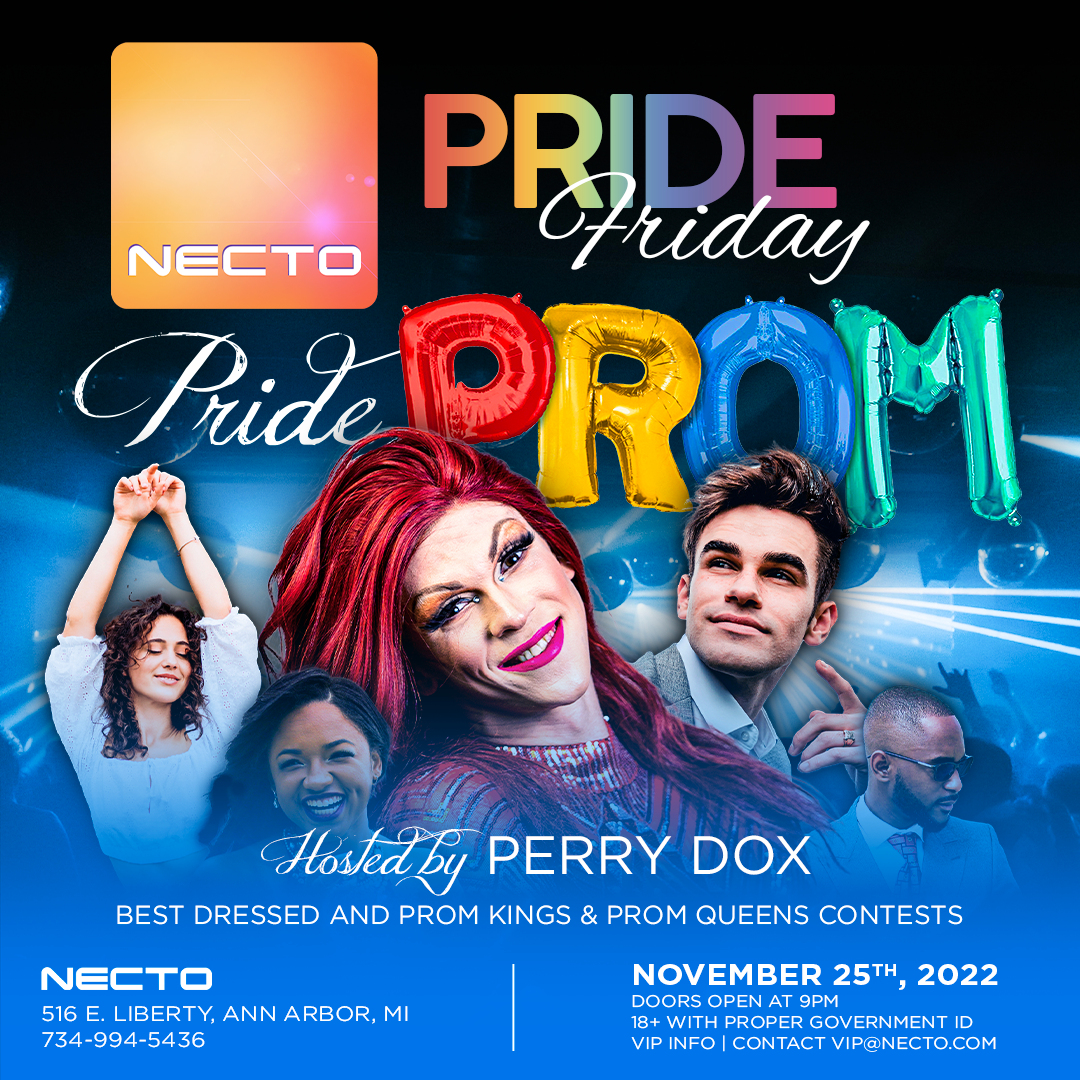 NECTO
PRIDE
Friday
Pride PROM
Hosted by PERRY DOX
BEST DRESSED AND PROM KINGS & PROM QUEENS CONTESTS
NECTO
516 E. LIBERTY, ANN ARBOR, MI
734-994-5436
NOVEMBER 25TH, 2022
DOORS OPEN AT 9PM
18+ WITH PROPER GOVERNMENT ID
VIP INFO | CONTACT VIP@NECTO.COM